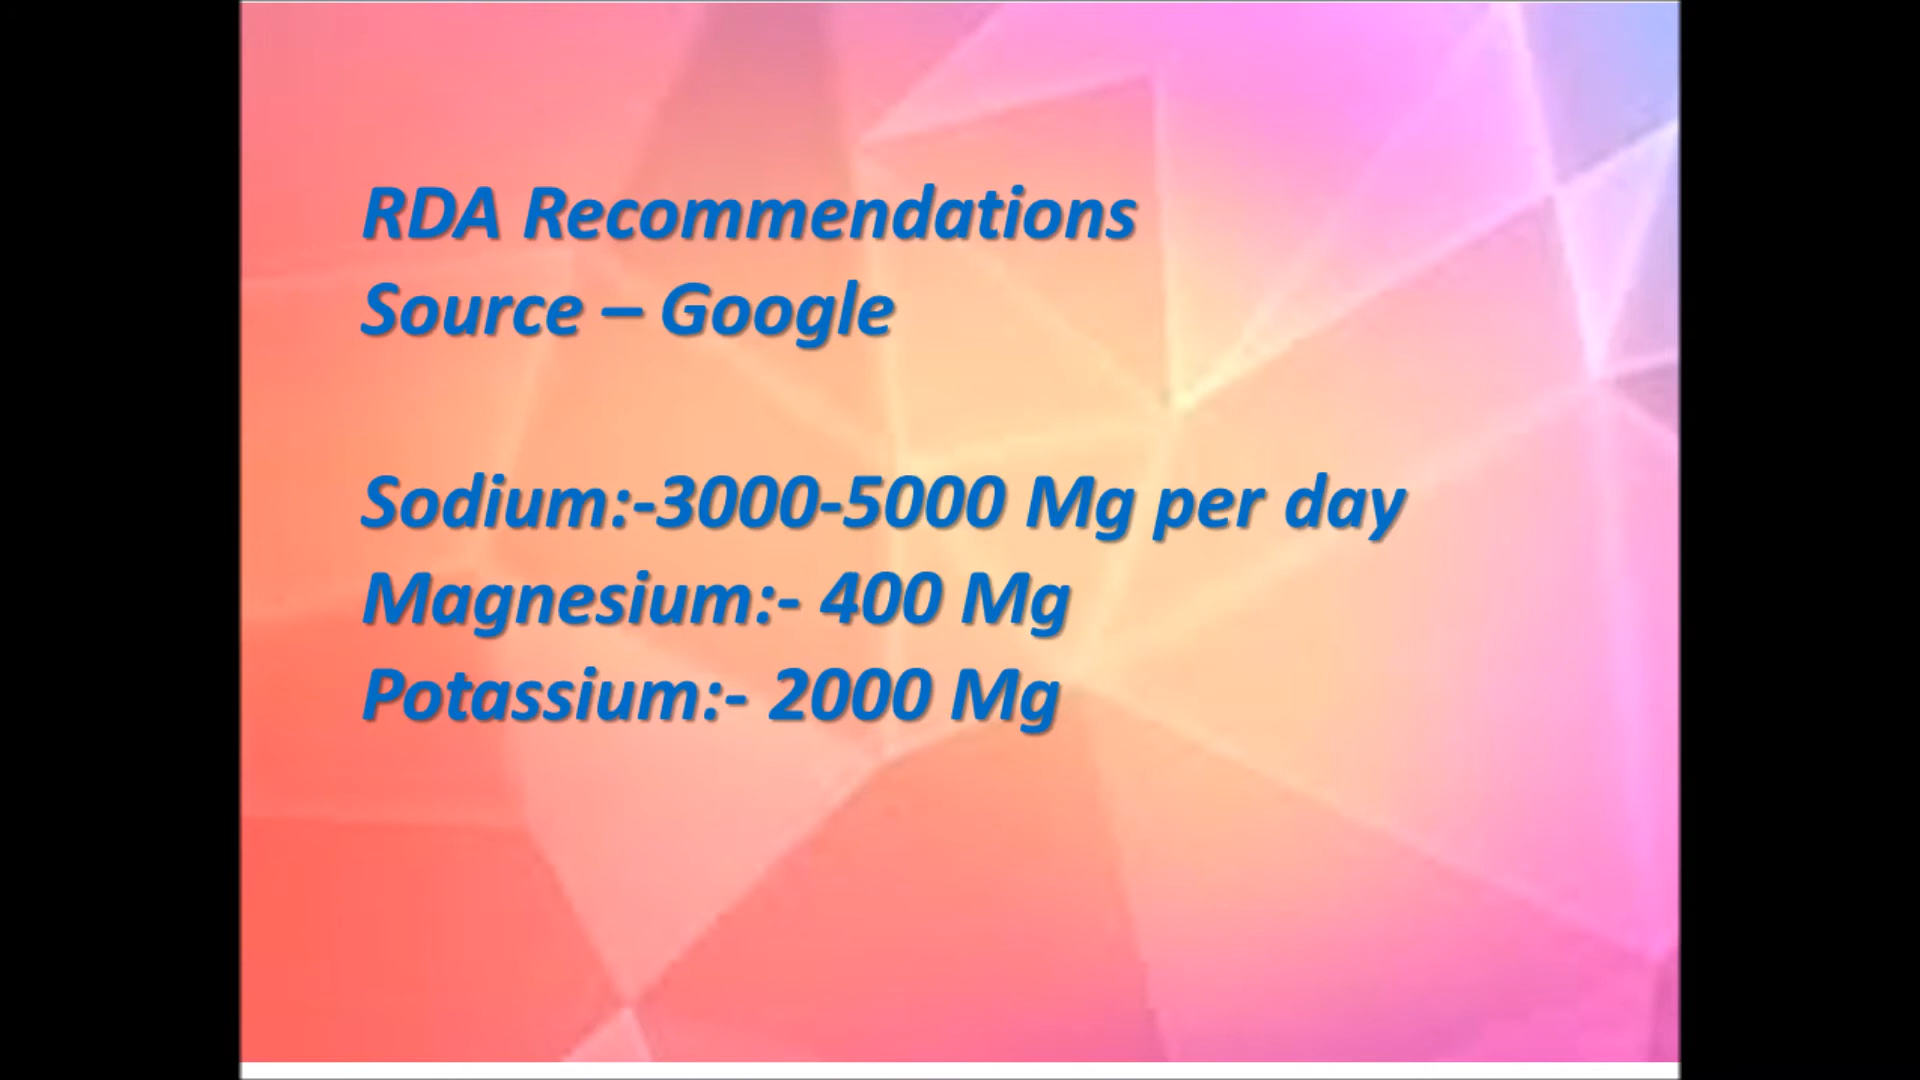 RDA Recommendations
Source – Google
Sodium:-3000-5000 Mg per day
Magnesium:- 400 Mg
Potassium:- 2000 Mg